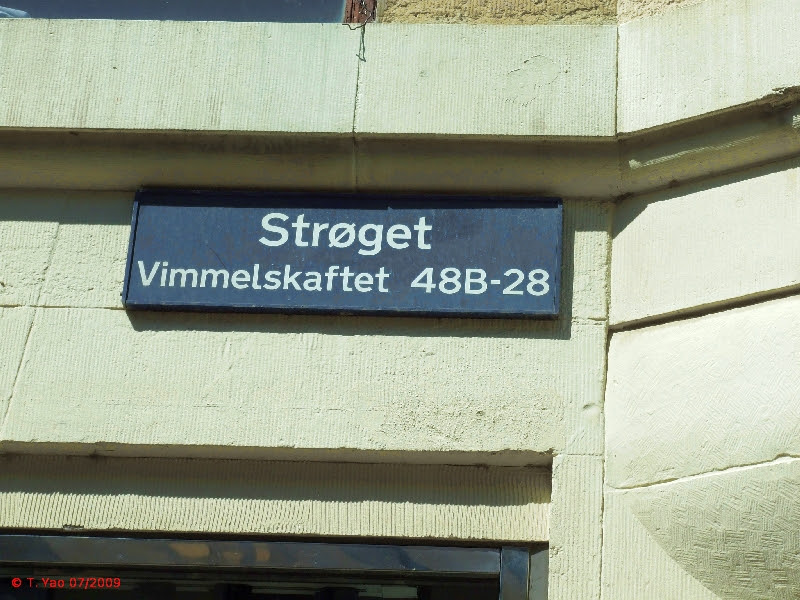 Strøget
Vimmelskaftet 48B-28
© T. Yao 07/2009